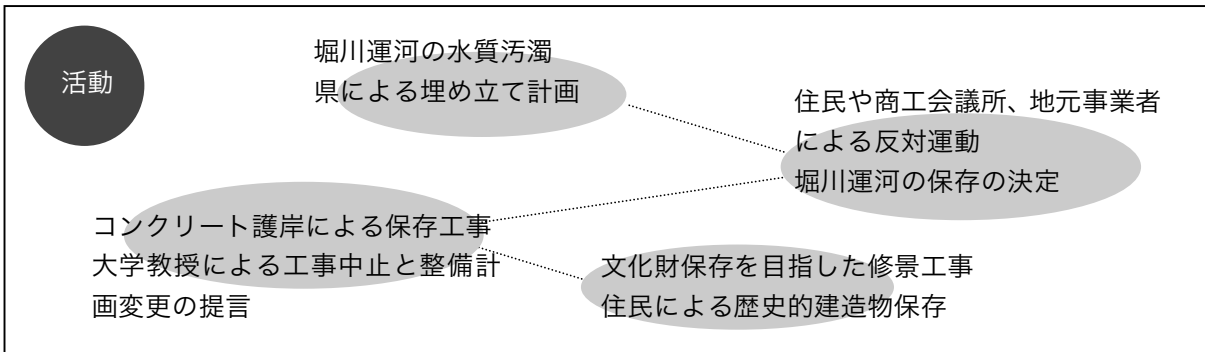 活動
堀川運河の水質汚濁
県による埋め立て計画
住民や商工会議所、地元事業者
による反対運動
堀川運河の保存の決定
コンクリート護岸による保存工事
大学教授による工事中止と整備計
画変更の提言
文化財保存を目指した修景工事
住民による歴史的建造物保存